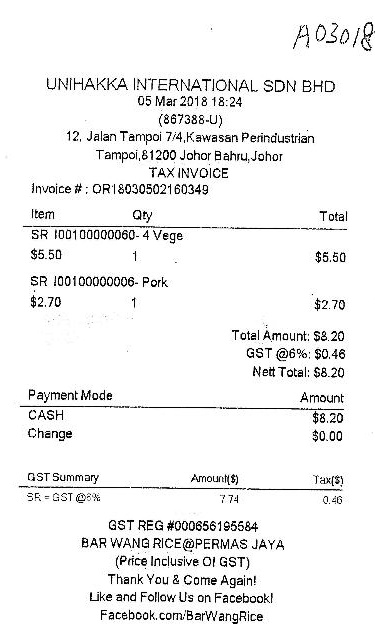 A03018
UNIHAKKA INTERNATIONAL SDN BHD
05 Mar 2018 18:24
(867388-U)
12, Jalan Tampoi 7/4,Kawasan Perindustrian
Tampoi,81200 Johor Bahru,Johor
TAX INVOICE
Invoice # : OR18030502160349
Item Qty Total
SR I00100000060- 4 Vege
$5.50 1 $5.50
SR I00100000006- Pork
$2.70 1 $2.70
Total Amount: $8.20
GST @6%: $0.46
Nett Total: $8.20
Payment Mode Amount
CASH $8.20
Change $0.00
GST Summary Amount($) Tax($)
SR = GST @6% 7.74 0.46
GST REG #000656195584
BAR WANG RICE@PERMAS JAYA
(Price Inclusive Of GST)
Thank You & Come Again!
Like and Follow Us on Facebook!
Facebook.com/BarWangRice